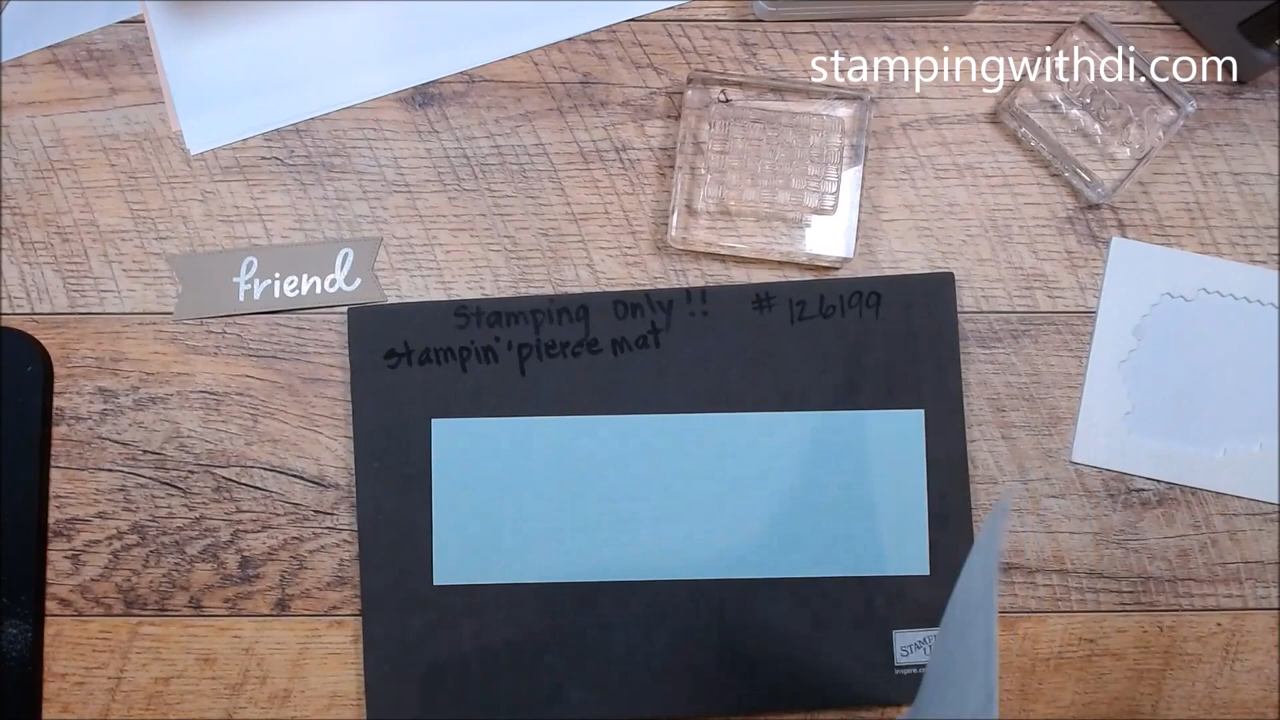 stampingwithdi.com
friend
Stamping Only!! #126199
stampin' pierce mat